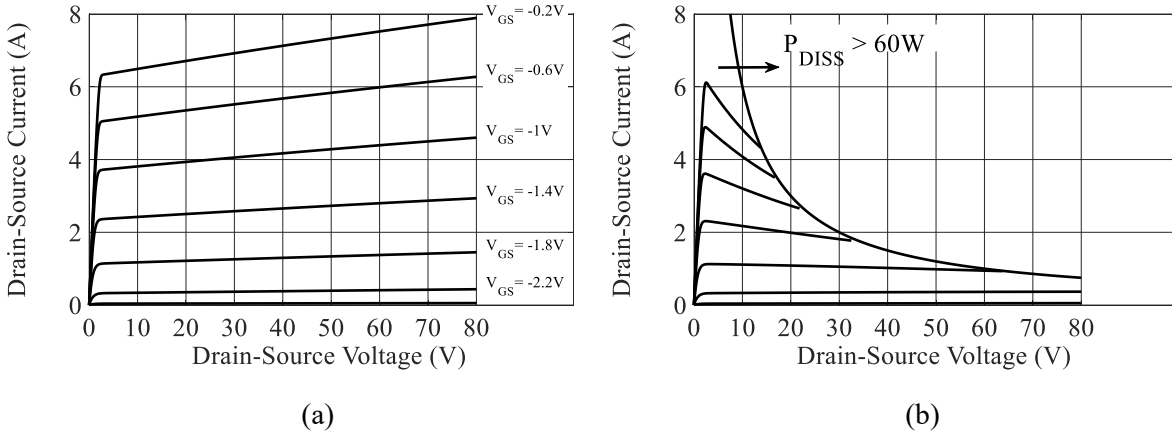 Drain-Source Current (A)
8
6
4
2
0
0 10 20 30 40 50 60 70 80
Drain-Source Voltage (V)
V_GS= -0.2V
V_GS= -0.6V
V_GS= -1V
V_GS= -1.4V
V_GS= -1.8V
V_GS= -2.2V
(a)
Drain-Source Current (A)
8
6
4
2
0
0 10 20 30 40 50 60 70 80
Drain-Source Voltage (V)
P_DISS > 60W
(b)